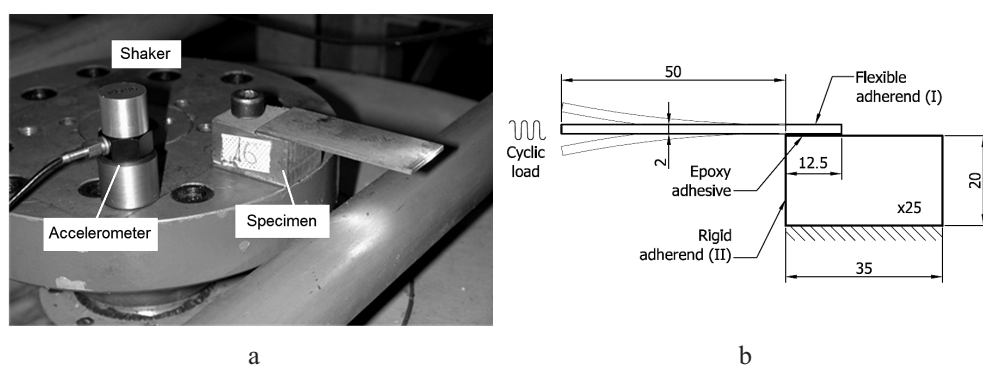 Shaker
16
Accelerometer
Specimen
a
50
Flexible
adherend (I)
Cyclic
load
2
Epoxy
adhesive
12.5
20
x25
Rigid
adherend (II)
35
b